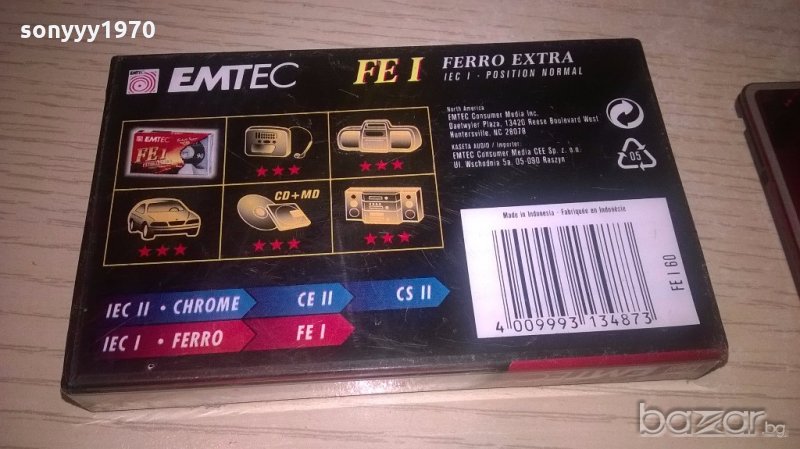 sonyyy1970
EMTEC FE I FERRO EXTRA
IEC I · POSITION NORMAL
North America
EMTEC Consumer Media Inc.
Daetwyler Plaza, 13420 Reese Boulevard West
Huntersville, NC 28078
KASETA AUDIO / Importer:
EMTEC Consumer Media CEE Sp. z o.o.
Ul. Wschodnia 5a, 05-090 Raszyn
05
EMTEC
FE I
CD+MD
Made in Indonesia - Fabriquée en Indonésie
FE I 60
4 009993 134873
IEC II · CHROME CE II CS II
IEC I · FERRO FE I
bazar.bg